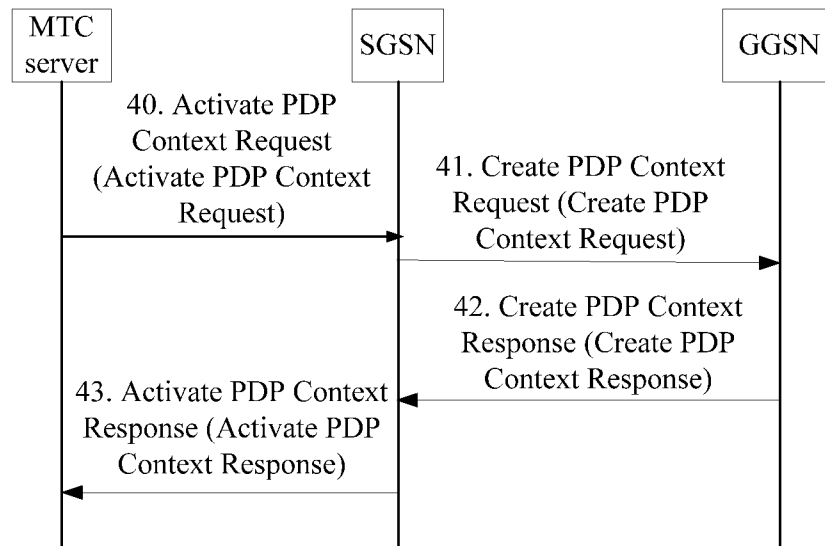 MTC
server
SGSN
GGSN
40. Activate PDP
Context Request
(Activate PDP Context
Request)
41. Create PDP Context
Request (Create PDP
Context Request)
42. Create PDP Context
Response (Create PDP
Context Response)
43. Activate PDP Context
Response (Activate PDP
Context Response)